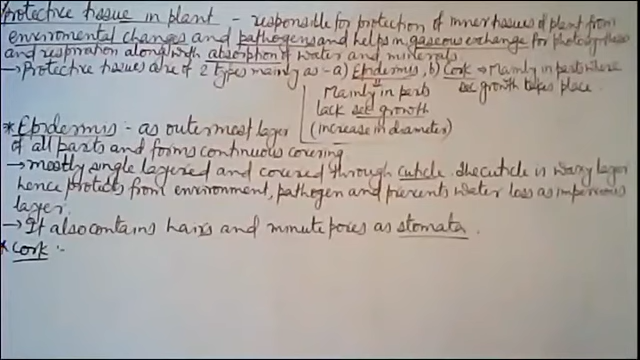 Protective tissue in plant - responsible for protection of inner tissues of plant from
enviromental changes and pathogens and helps in gaseous exchange for photosynthesis
and respiration along with absorption of water and minerals
→ Protective tissues are of 2 types mainly as - a) Epidermis, b) Cork → Mainly in parts where
sec growth takes place.
Mainly in parts
lack sec growth
(increase in diameter)
* Epidermis :- as outermost layer
of all parts and forms continuous covering
→ mostly single layered and covered through cuticle. The cuticle is waxy layer
hence protects from environment, pathogen and prevents water loss as impervious
layer.
→ It also contains hairs and minute pores as stomata.
* Cork :-